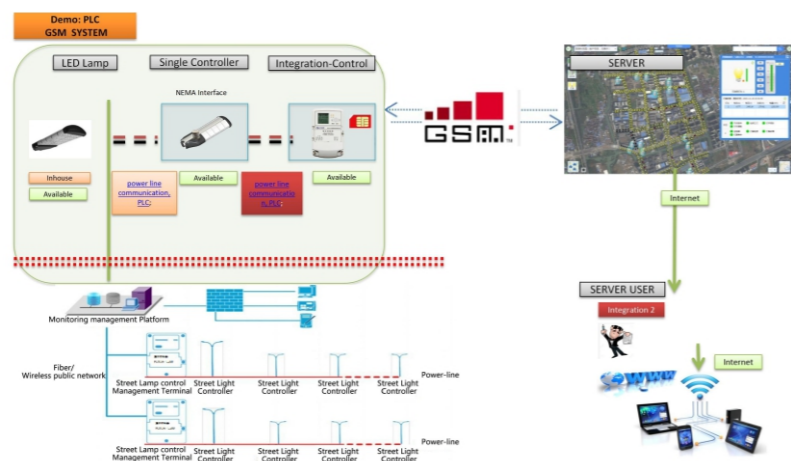 Demo: PLC
GSM SYSTEM
LED Lamp
Single Controller
Integration-Control
SERVER
NEMA Interface
GSM
TM
Inhouse
Available
power line
communication,
PLC:
Available
power line
communicatio
n, PLC:
Available
Internet
SERVER USER
Integration 2
Internet
WWW
Monitoring management Platform
Fiber/
Wireless public network
Street Lamp control
Management Terminal
Street Light
Controller
Street Light
Controller
Street Light
Controller
Street Light
Controller
Power-line
Street Lamp control
Management Terminal
Street Light
Controller
Street Light
Controller
Street Light
Controller
Street Light
Controller
Power-line